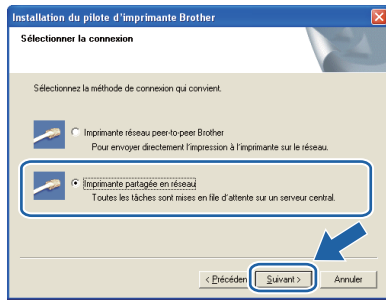 Installation du pilote d'imprimante Brother
Sélectionner la connexion
Sélectionnez la méthode de connexion qui convient.
Imprimante réseau peer-to-peer Brother
Pour envoyer directement l'impression à l'imprimante sur le réseau.
Imprimante partagée en réseau
Toutes les tâches sont mises en file d'attente sur un serveur central.
< Précéden
Suivant >
Annuler